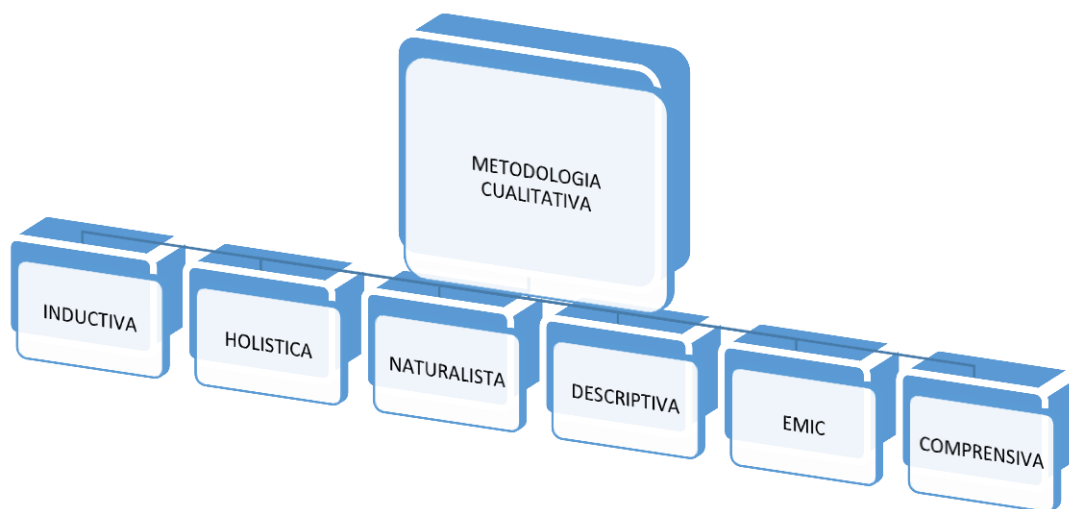 METODOLOGIA
CUALITATIVA
INDUCTIVA
HOLISTICA
NATURALISTA
DESCRIPTIVA
EMIC
COMPRENSIVA